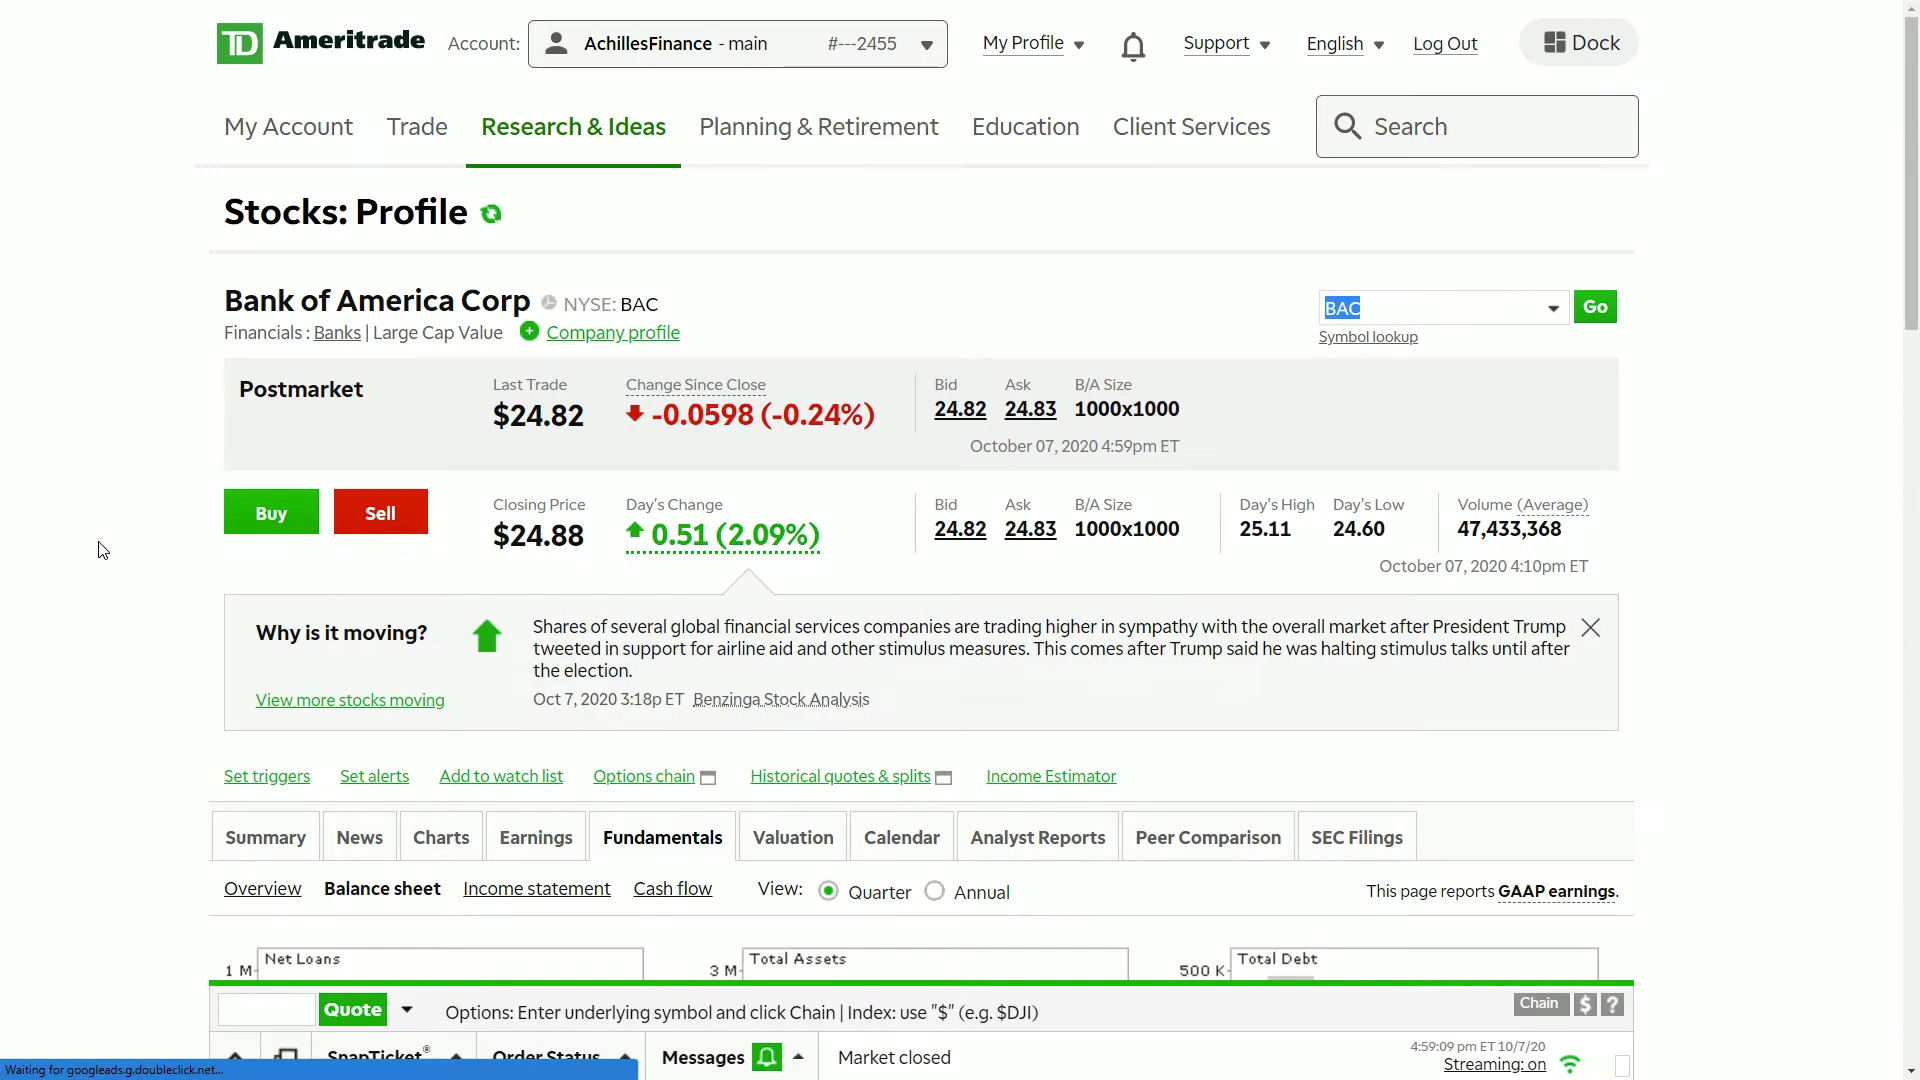 TD Ameritrade Account: AchillesFinance - main #---2455 My Profile Support English Log Out Dock
My Account Trade Research & Ideas Planning & Retirement Education Client Services Search
Stocks: Profile
Bank of America Corp NYSE: BAC
BAC Go
Financials : Banks | Large Cap Value + Company profile
Symbol lookup
Postmarket
Last Trade Change Since Close Bid Ask B/A Size
$24.82 -0.0598 (-0.24%) 24.82 24.83 1000x1000
October 07, 2020 4:59pm ET
Buy Sell
Closing Price Day's Change Bid Ask B/A Size Day's High Day's Low Volume (Average)
$24.88 0.51 (2.09%) 24.82 24.83 1000x1000 25.11 24.60 47,433,368
October 07, 2020 4:10pm ET
Why is it moving?
Shares of several global financial services companies are trading higher in sympathy with the overall market after President Trump
tweeted in support for airline aid and other stimulus measures. This comes after Trump said he was halting stimulus talks until after
the election.
View more stocks moving
Oct 7, 2020 3:18p ET Benzinga Stock Analysis
Set triggers Set alerts Add to watch list Options chain Historical quotes & splits Income Estimator
Summary News Charts Earnings Fundamentals Valuation Calendar Analyst Reports Peer Comparison SEC Filings
Overview Balance sheet Income statement Cash flow View: Quarter Annual This page reports GAAP earnings.
Net Loans Total Assets Total Debt
1 M 3 M 500 K
Quote Options: Enter underlying symbol and click Chain | Index: use "$" (e.g. $DJI) Chain $ ?
SnapTicket® Order Status Messages Market closed
4:59:09 pm ET 10/7/20
Streaming: on
Waiting for googleads.g.doubleclick.net...